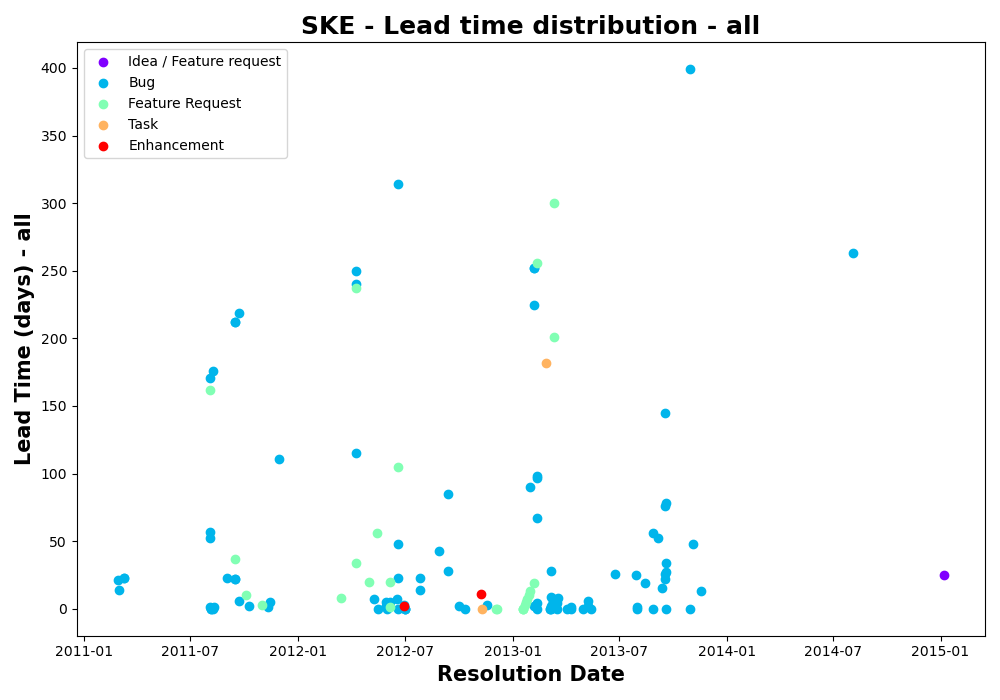 SKE - Lead time distribution - all
Idea / Feature request
Bug
Feature Request
Task
Enhancement
Lead Time (days) - all
400
350
300
250
200
150
100
50
0
2011-01 2011-07 2012-01 2012-07 2013-01 2013-07 2014-01 2014-07 2015-01
Resolution Date